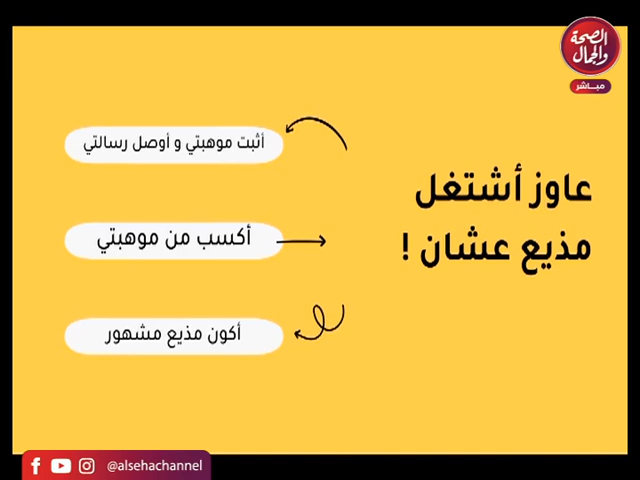 الصحة
والجمال
مباشر
عاوز أشتغل
مذيع عشان !
أثبت موهبتي و أوصل رسالتي
أكسب من موهبتي
أكون مذيع مشهور
@alsehachannel